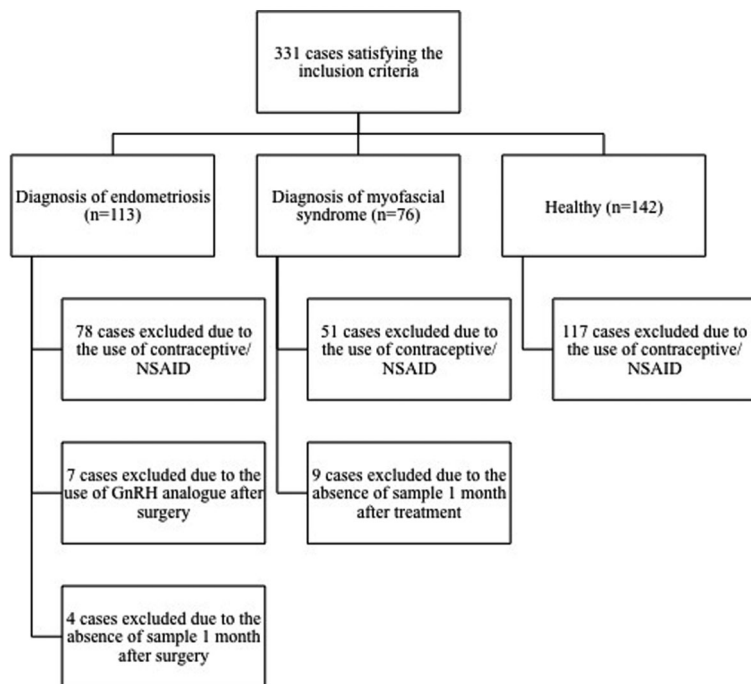 331 cases satisfying the
inclusion criteria
Diagnosis of endometriosis
(n=113)
Diagnosis of myofascial
syndrome (n=76)
Healthy (n=142)
78 cases excluded due to
the use of contraceptive/
NSAID
51 cases excluded due to
the use of contraceptive/
NSAID
117 cases excluded due to
the use of contraceptive/
NSAID
7 cases excluded due to the
use of GnRH analogue after
surgery
9 cases excluded due to the
absence of sample 1 month
after treatment
4 cases excluded due to the
absence of sample 1 month
after surgery